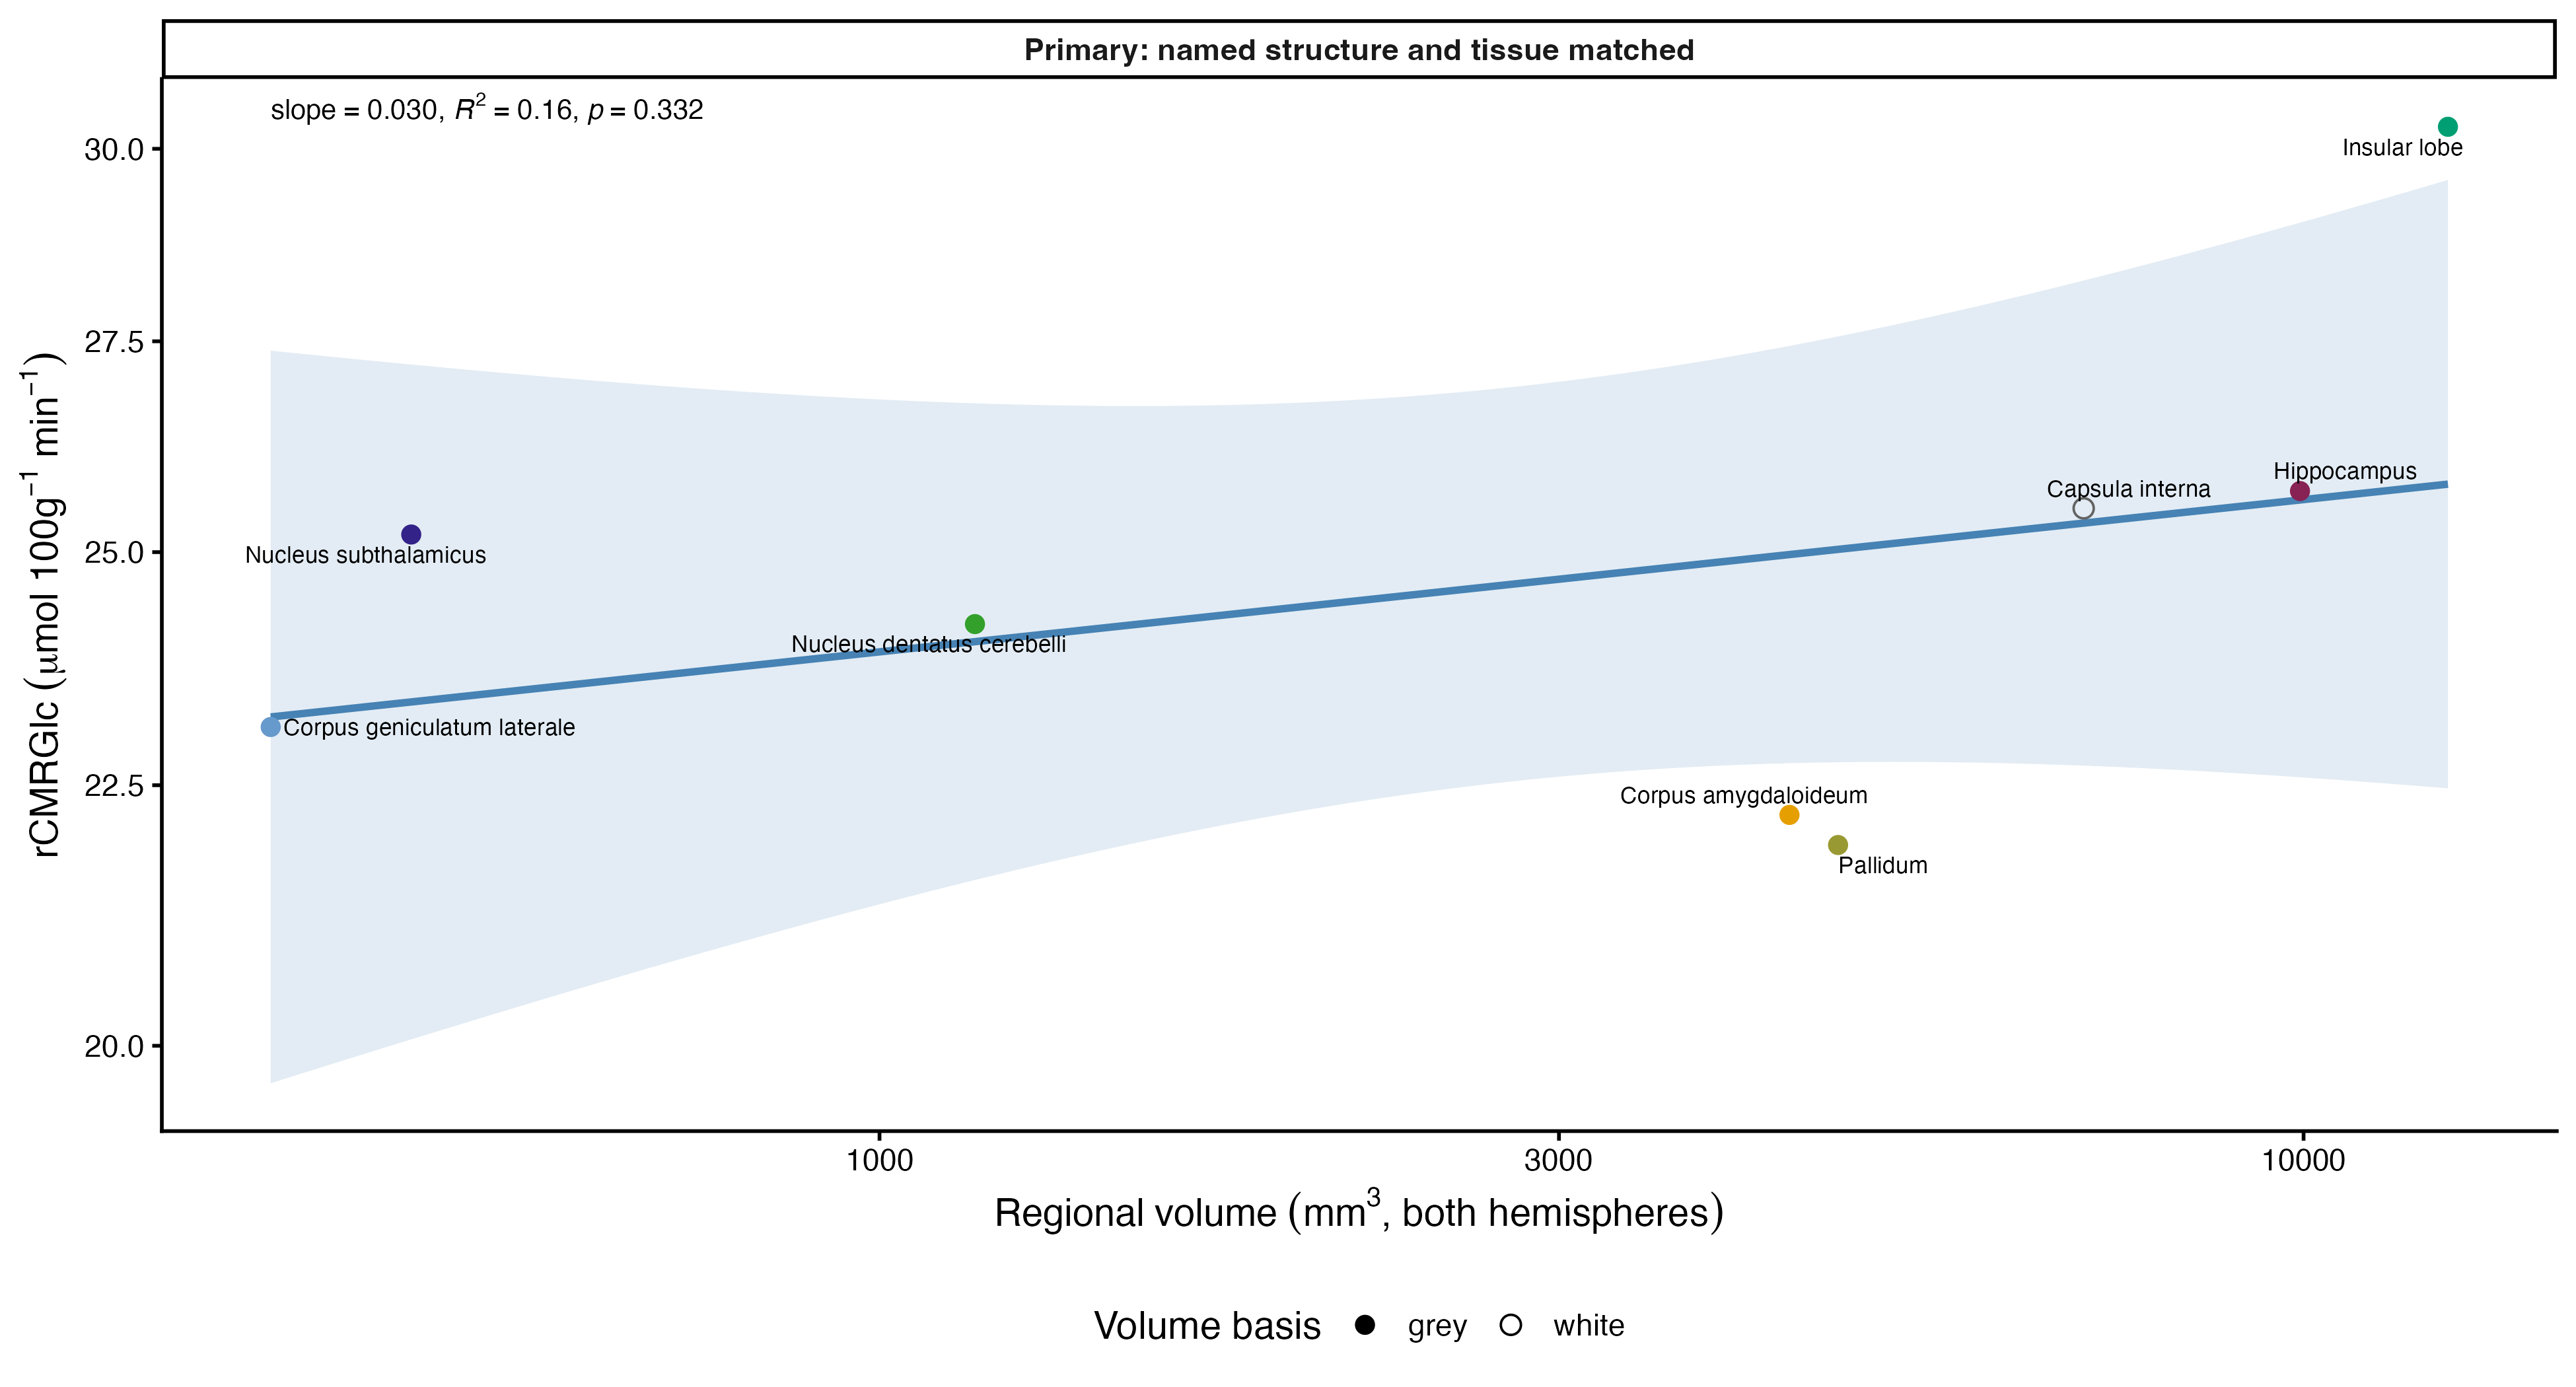 Primary: named structure and tissue matched
slope = 0.030, R² = 0.16, p = 0.332
30.0
27.5
25.0
22.5
20.0
rCMRGlc (μmol 100g⁻¹ min⁻¹)
Insular lobe
Hippocampus
Capsula interna
Nucleus subthalamicus
Nucleus dentatus cerebelli
Corpus geniculatum laterale
Corpus amygdaloideum
Pallidum
1000 3000 10000
Regional volume (mm³, both hemispheres)
Volume basis grey white